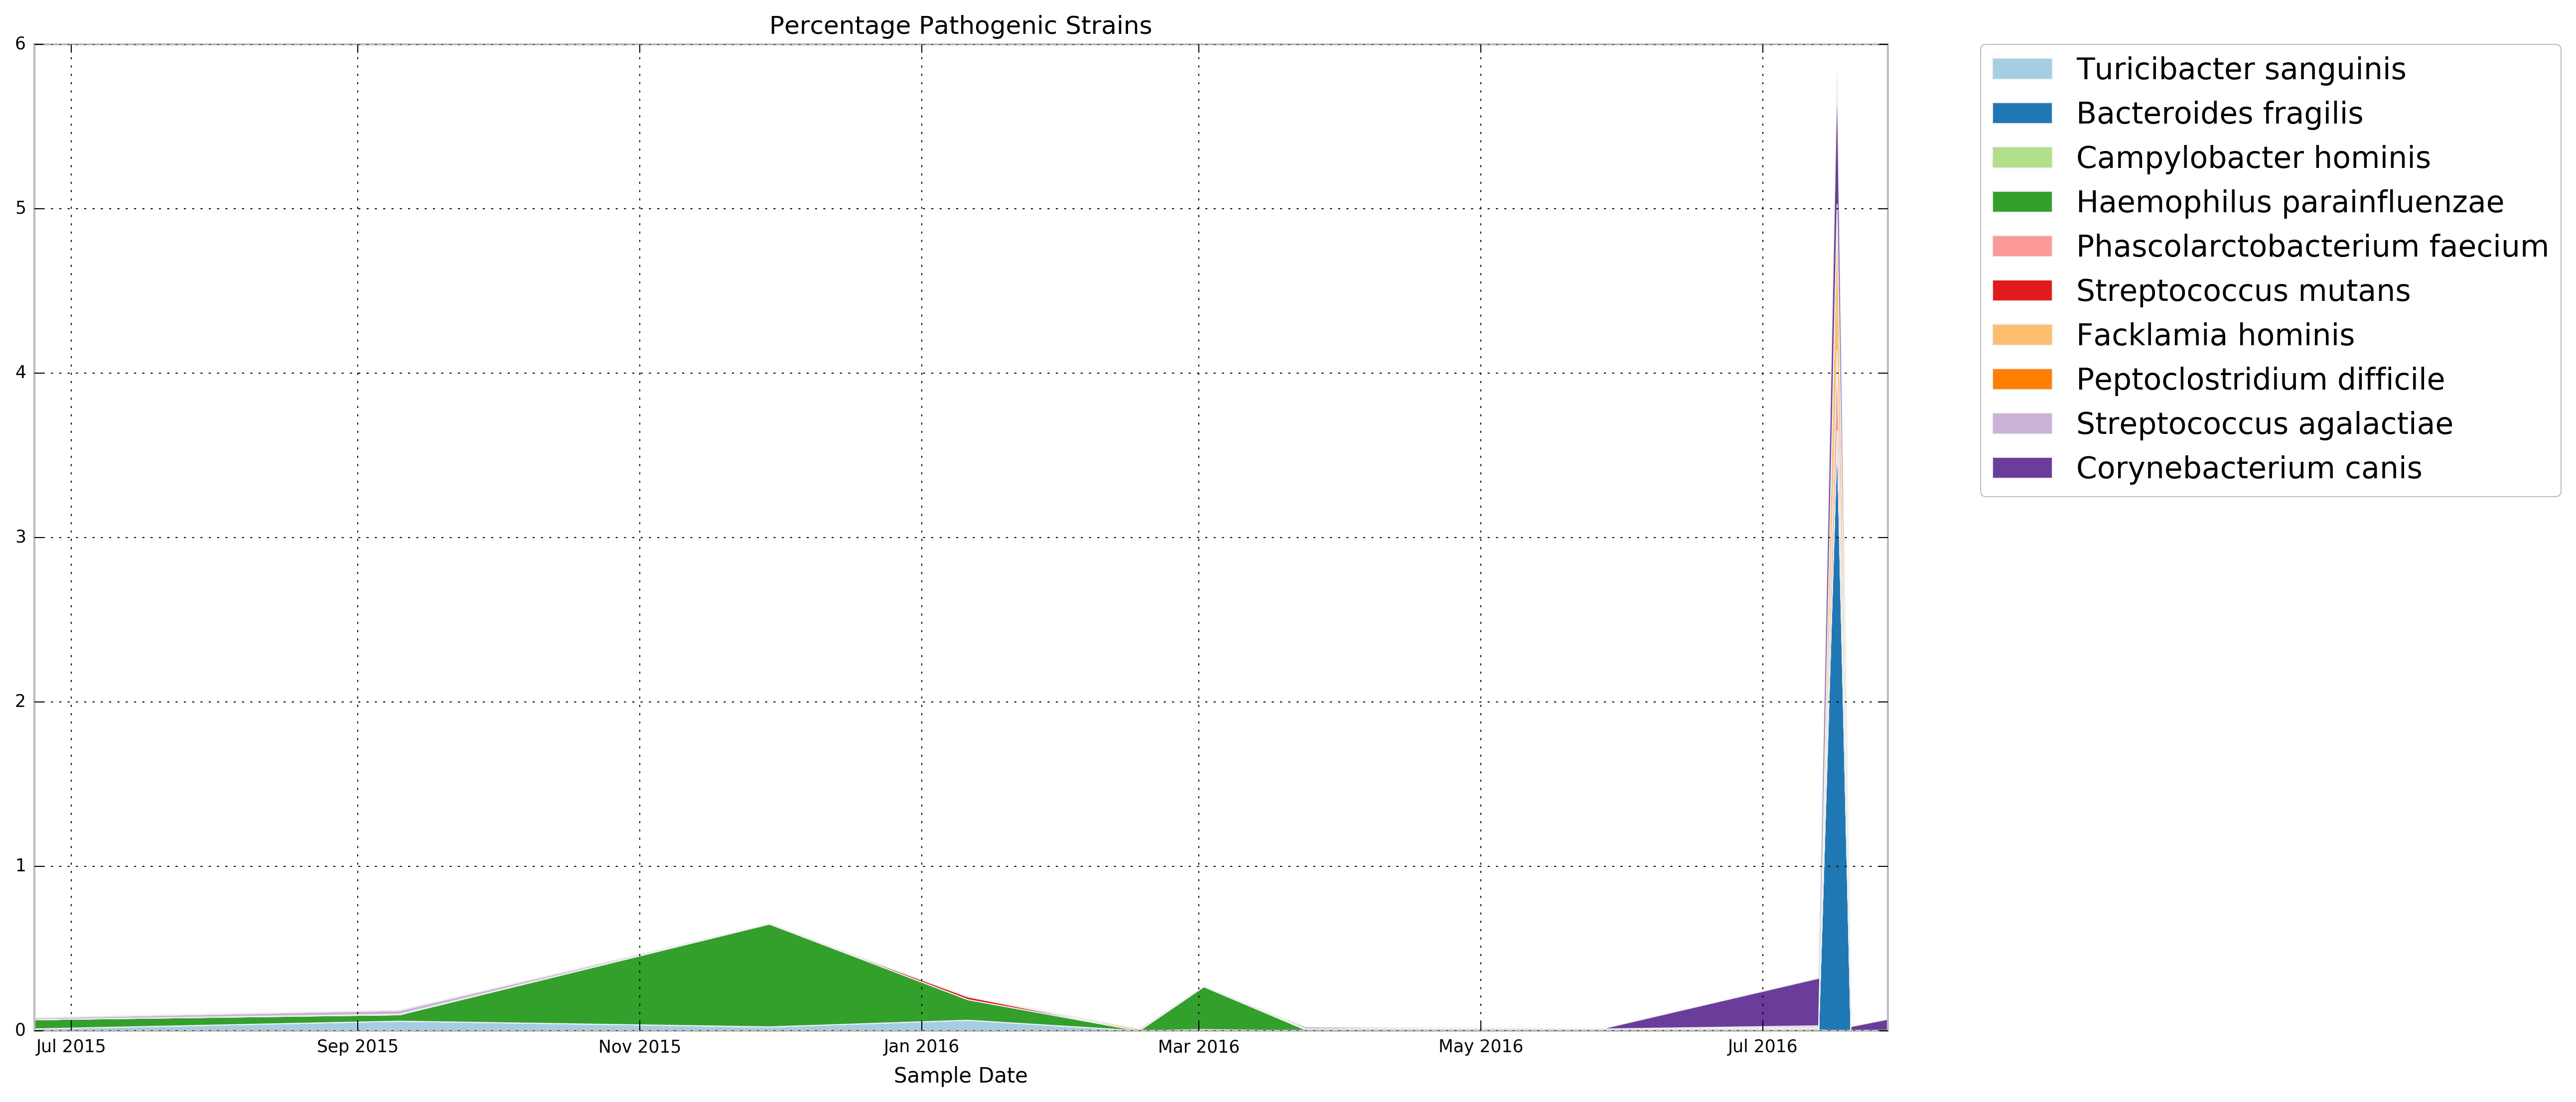 Percentage Pathogenic Strains
6
5
4
3
2
1
0
Jul 2015
Sep 2015
Nov 2015
Jan 2016
Mar 2016
May 2016
Jul 2016
Sample Date
Turicibacter sanguinis
Bacteroides fragilis
Campylobacter hominis
Haemophilus parainfluenzae
Phascolarctobacterium faecium
Streptococcus mutans
Facklamia hominis
Peptoclostridium difficile
Streptococcus agalactiae
Corynebacterium canis